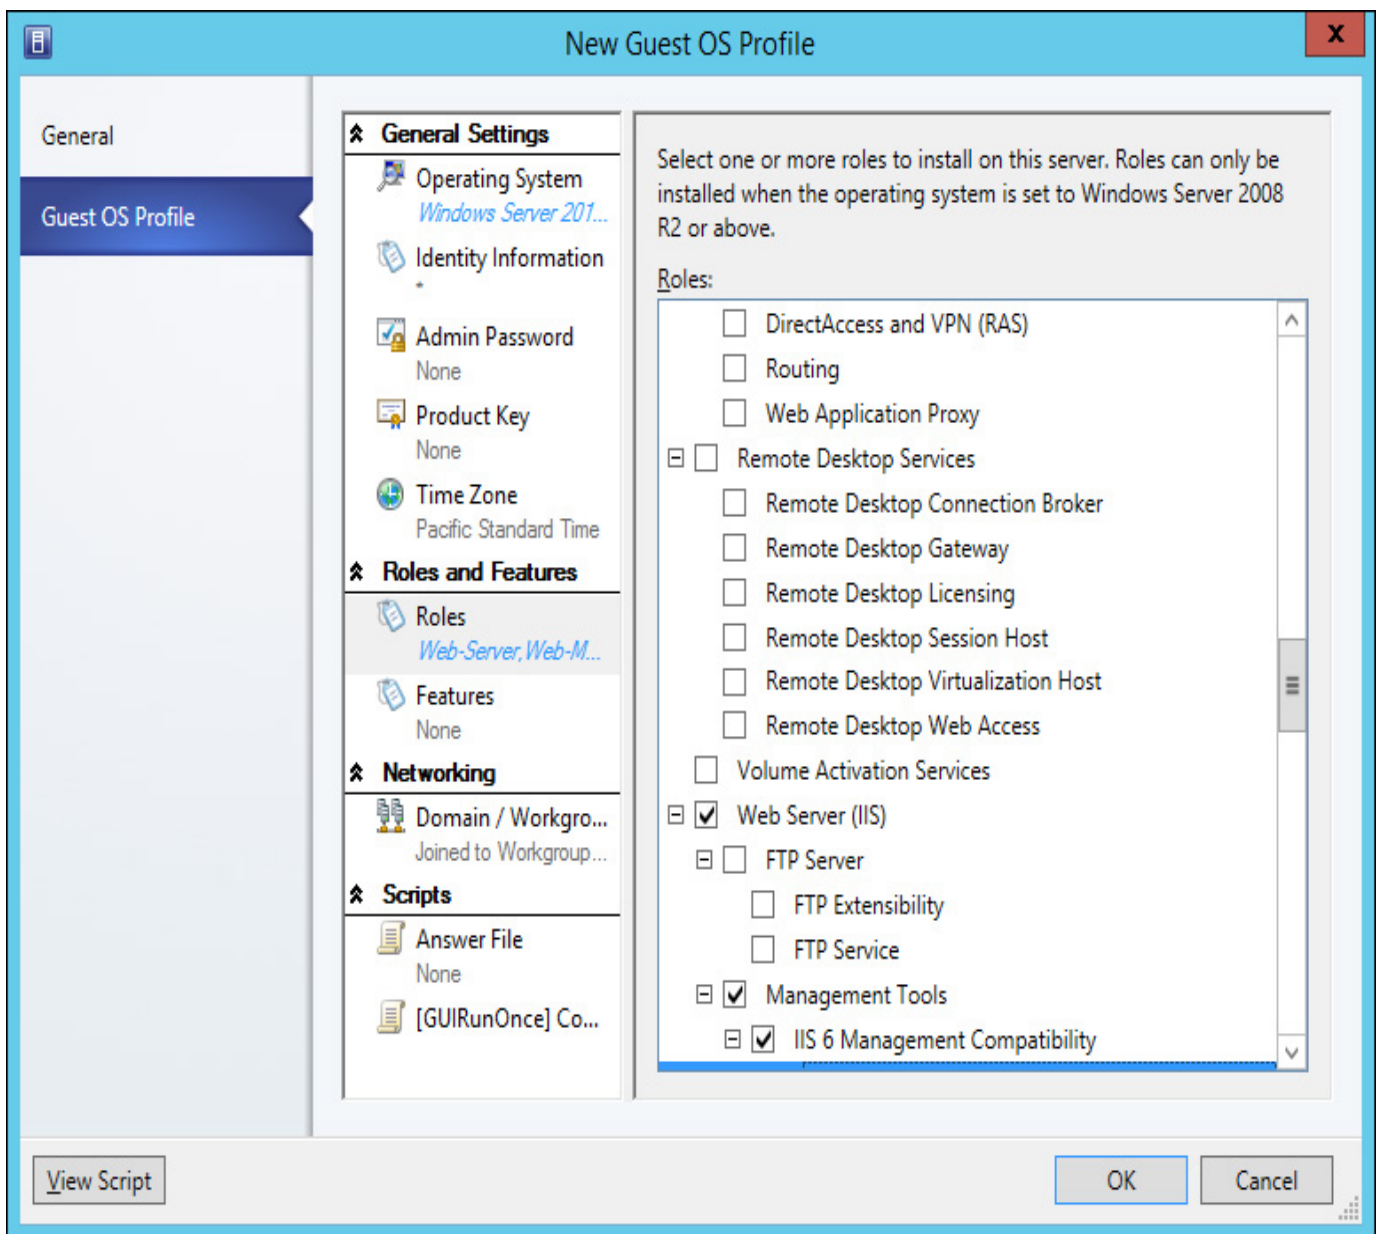 New Guest OS Profile
X
General
Guest OS Profile
General Settings
Operating System
Windows Server 201...
Identity Information
*
Admin Password
None
Product Key
None
Time Zone
Pacific Standard Time
Roles and Features
Roles
Web-Server,Web-M...
Features
None
Networking
Domain / Workgro...
Joined to Workgroup...
Scripts
Answer File
None
[GUIRunOnce] Co...
Select one or more roles to install on this server. Roles can only be
installed when the operating system is set to Windows Server 2008
R2 or above.
Roles:
DirectAccess and VPN (RAS)
Routing
Web Application Proxy
Remote Desktop Services
Remote Desktop Connection Broker
Remote Desktop Gateway
Remote Desktop Licensing
Remote Desktop Session Host
Remote Desktop Virtualization Host
Remote Desktop Web Access
Volume Activation Services
Web Server (IIS)
FTP Server
FTP Extensibility
FTP Service
Management Tools
IIS 6 Management Compatibility
View Script
OK
Cancel